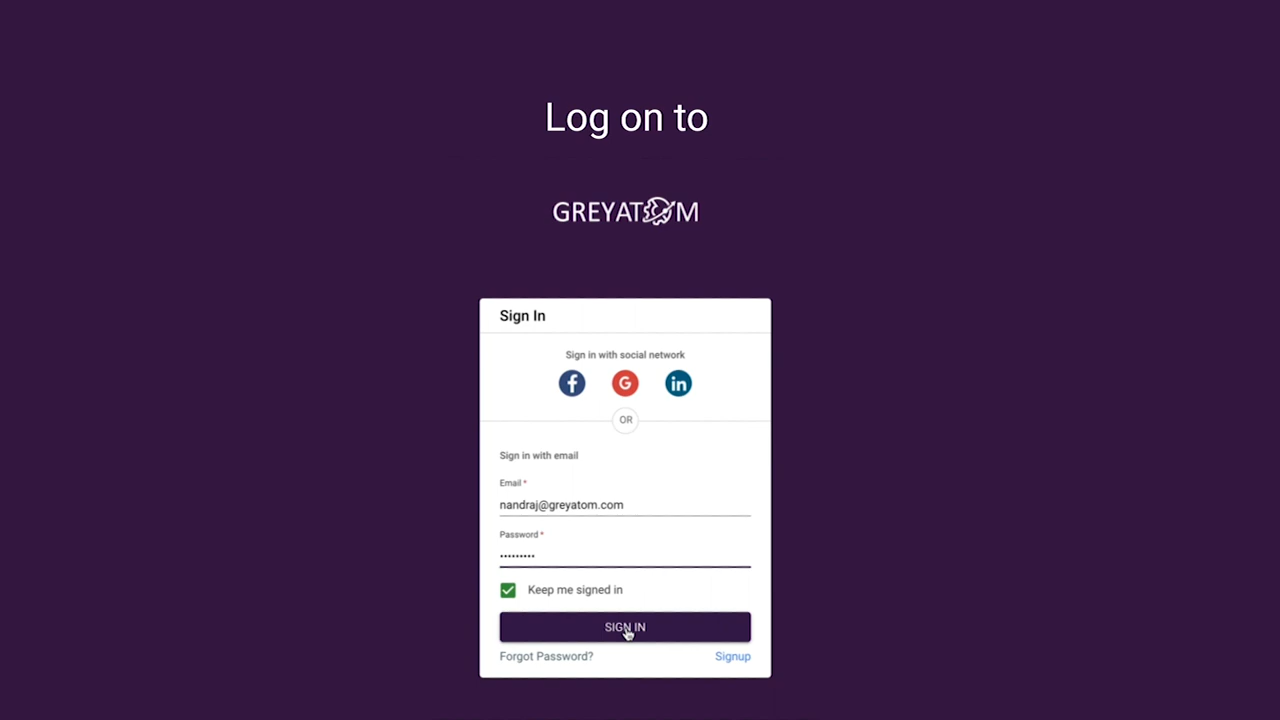 Log on to
GREYATOM
Sign In
Sign in with social network
f G in
OR
Sign in with email
Email *
nandraj@greyatom.com
Password *
•••••••••
Keep me signed in
SIGN IN
Forgot Password? Signup